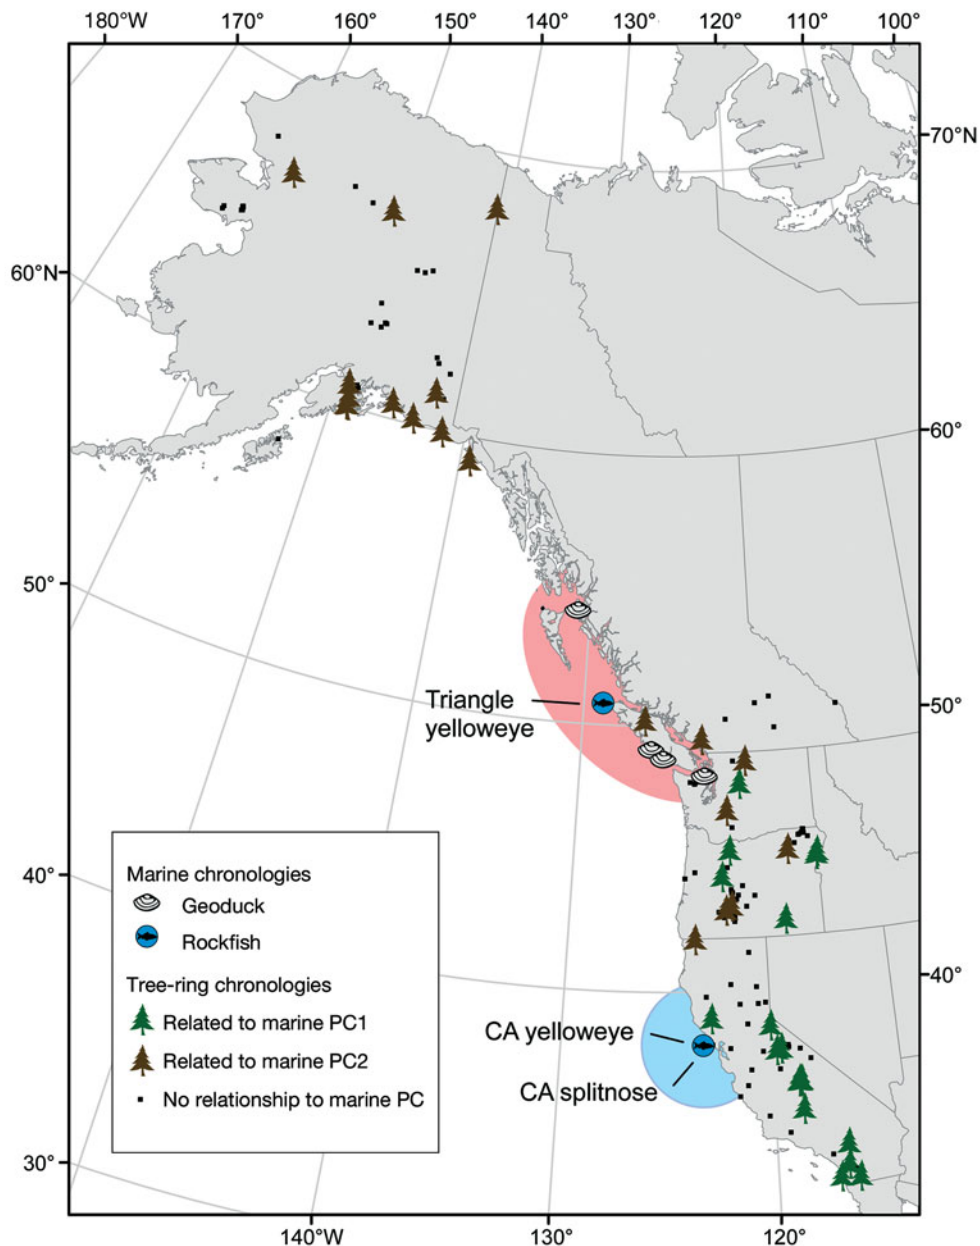 180°W 170° 160° 150° 140° 130° 120° 110° 100°
70°N
60°N
60°
50°
Triangle
yelloweye
50°
40°
Marine chronologies
Geoduck
Rockfish
Tree-ring chronologies
Related to marine PC1
Related to marine PC2
No relationship to marine PC
40°
CA yelloweye
CA splitnose
30°
140°W 130° 120°